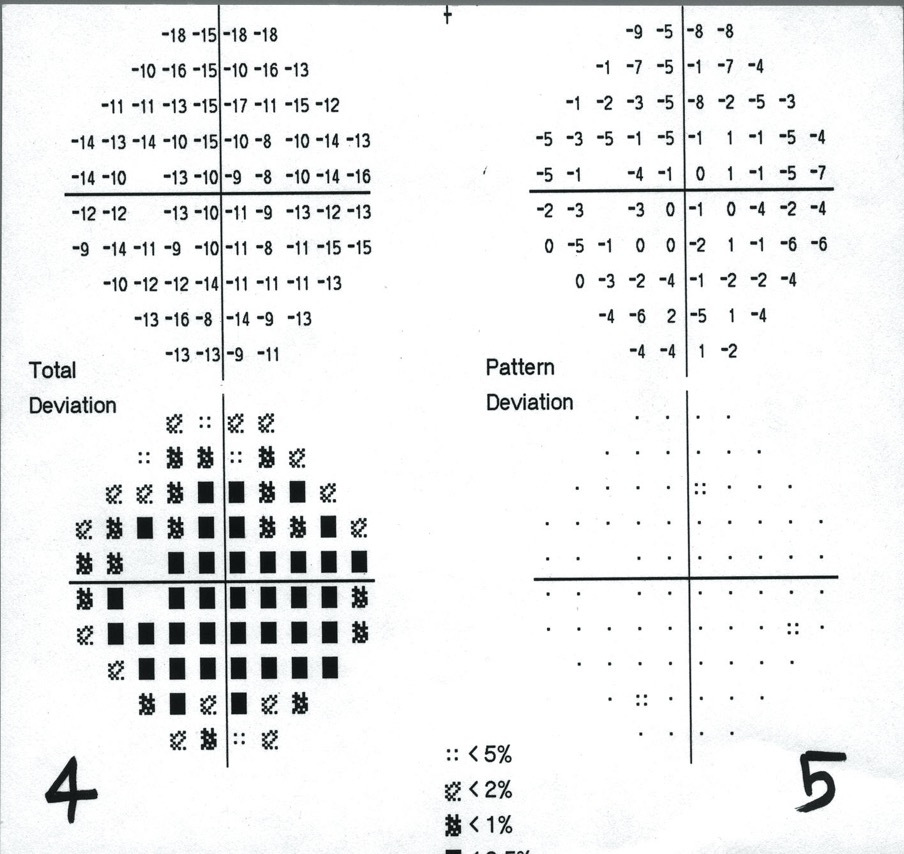 -18 -15 -18 -18
-10 -16 -15 -10 -16 -13
-11 -11 -13 -15 -17 -11 -15 -12
-14 -13 -14 -10 -15 -10 -8 -10 -14 -13
-14 -10 -13 -10 -9 -8 -10 -14 -16
-12 -12 -13 -10 -11 -9 -13 -12 -13
-9 -14 -11 -9 -10 -11 -8 -11 -15 -15
-10 -12 -12 -14 -11 -11 -11 -13
-13 -16 -8 -14 -9 -13
-13 -13 -9 -11
Total
Deviation
-9 -5 -8 -8
-1 -7 -5 -1 -7 -4
-1 -2 -3 -5 -8 -2 -5 -3
-5 -3 -5 -1 -5 -1 1 -1 -5 -4
-5 -1 -4 -1 0 1 -1 -5 -7
-2 -3 -3 0 -1 0 -4 -2 -4
0 -5 -1 0 0 -2 1 -1 -6 -6
0 -3 -2 -4 -1 -2 -2 -4
-4 -6 2 -5 1 -4
-4 -4 1 -2
Pattern
Deviation
< 5%
< 2%
< 1%
4
5